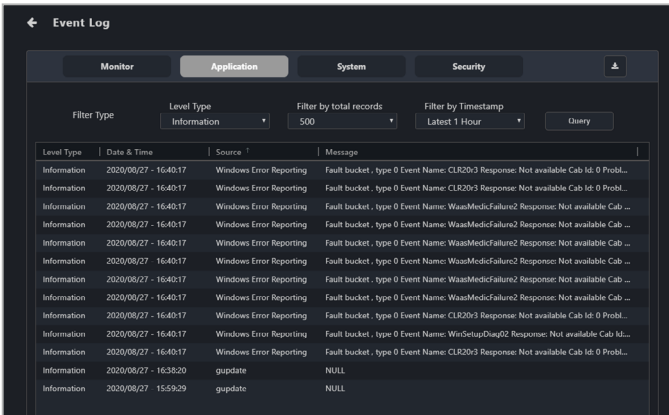 Event Log
Monitor Application System Security
Filter Type
Level Type Filter by total records Filter by Timestamp
Information 500 Latest 1 Hour Query
Level Type Date & Time Source ↑ Message
Information 2020/08/27 - 16:40:17 Windows Error Reporting Fault bucket , type 0 Event Name: CLR20r3 Response: Not available Cab Id: 0 Probl...
Information 2020/08/27 - 16:40:17 Windows Error Reporting Fault bucket , type 0 Event Name: CLR20r3 Response: Not available Cab Id: 0 Probl...
Information 2020/08/27 - 16:40:17 Windows Error Reporting Fault bucket , type 0 Event Name: WaasMedicFailure2 Response: Not available Cab ...
Information 2020/08/27 - 16:40:17 Windows Error Reporting Fault bucket , type 0 Event Name: WaasMedicFailure2 Response: Not available Cab ...
Information 2020/08/27 - 16:40:17 Windows Error Reporting Fault bucket , type 0 Event Name: WaasMedicFailure2 Response: Not available Cab ...
Information 2020/08/27 - 16:40:17 Windows Error Reporting Fault bucket , type 0 Event Name: WaasMedicFailure2 Response: Not available Cab ...
Information 2020/08/27 - 16:40:17 Windows Error Reporting Fault bucket , type 0 Event Name: WaasMedicFailure2 Response: Not available Cab ...
Information 2020/08/27 - 16:40:17 Windows Error Reporting Fault bucket , type 0 Event Name: WaasMedicFailure2 Response: Not available Cab ...
Information 2020/08/27 - 16:40:17 Windows Error Reporting Fault bucket , type 0 Event Name: CLR20r3 Response: Not available Cab Id: 0 Probl...
Information 2020/08/27 - 16:40:17 Windows Error Reporting Fault bucket , type 0 Event Name: WinSetupDiag02 Response: Not available Cab Id:...
Information 2020/08/27 - 16:40:17 Windows Error Reporting Fault bucket , type 0 Event Name: CLR20r3 Response: Not available Cab Id: 0 Probl...
Information 2020/08/27 - 16:38:20 gupdate NULL
Information 2020/08/27 - 15:59:29 gupdate NULL